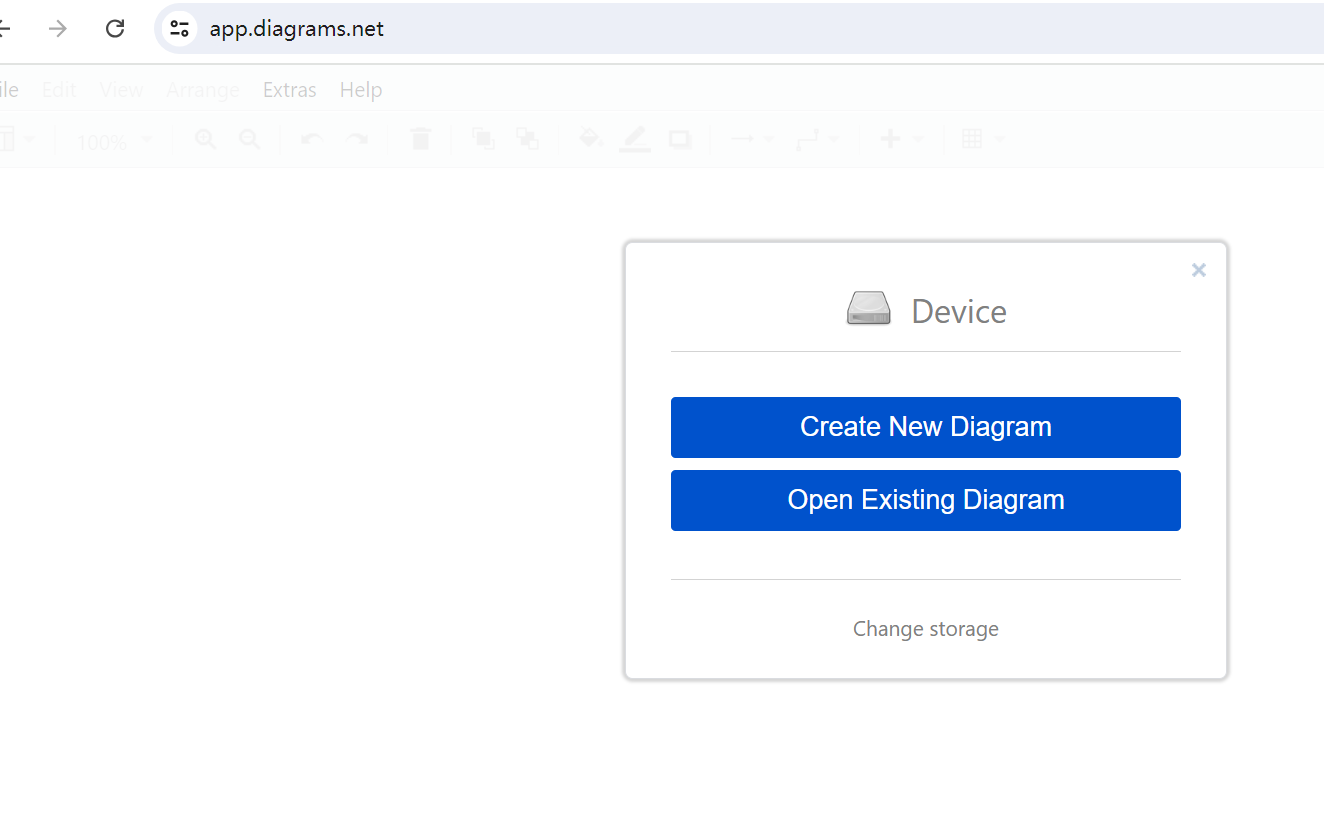 app.diagrams.net
ile Edit View Arrange Extras Help
100%
Device
Create New Diagram
Open Existing Diagram
Change storage